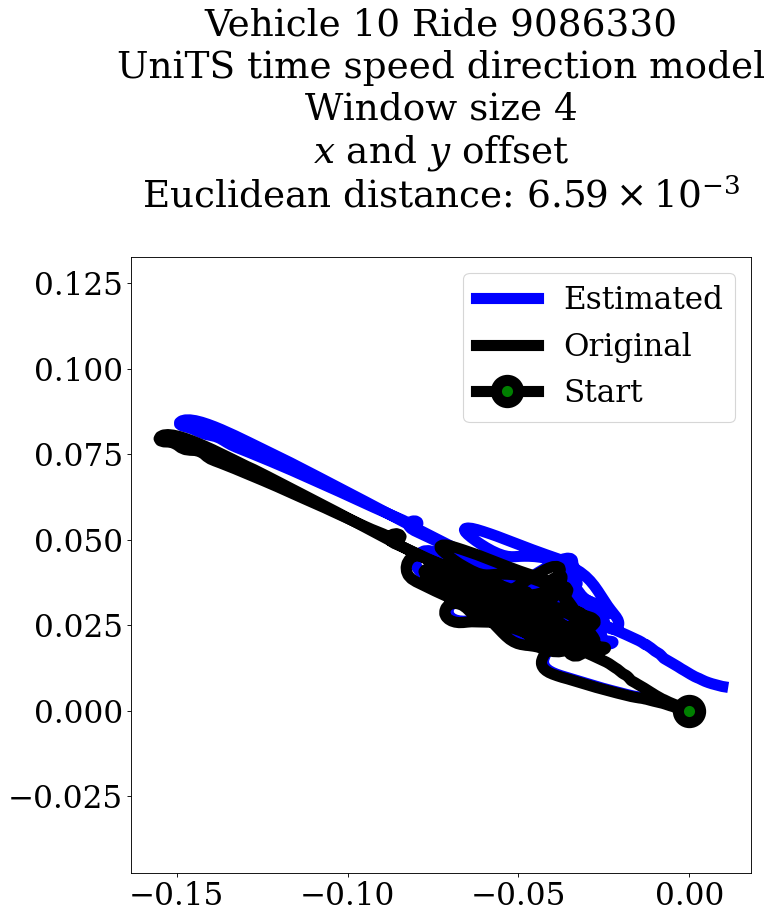 Vehicle 10 Ride 9086330
UniTS time speed direction model
Window size 4
x and y offset
Euclidean distance: 6.59 × 10⁻³
Estimated
Original
Start
0.125
0.100
0.075
0.050
0.025
0.000
−0.025
−0.15
−0.10
−0.05
0.00